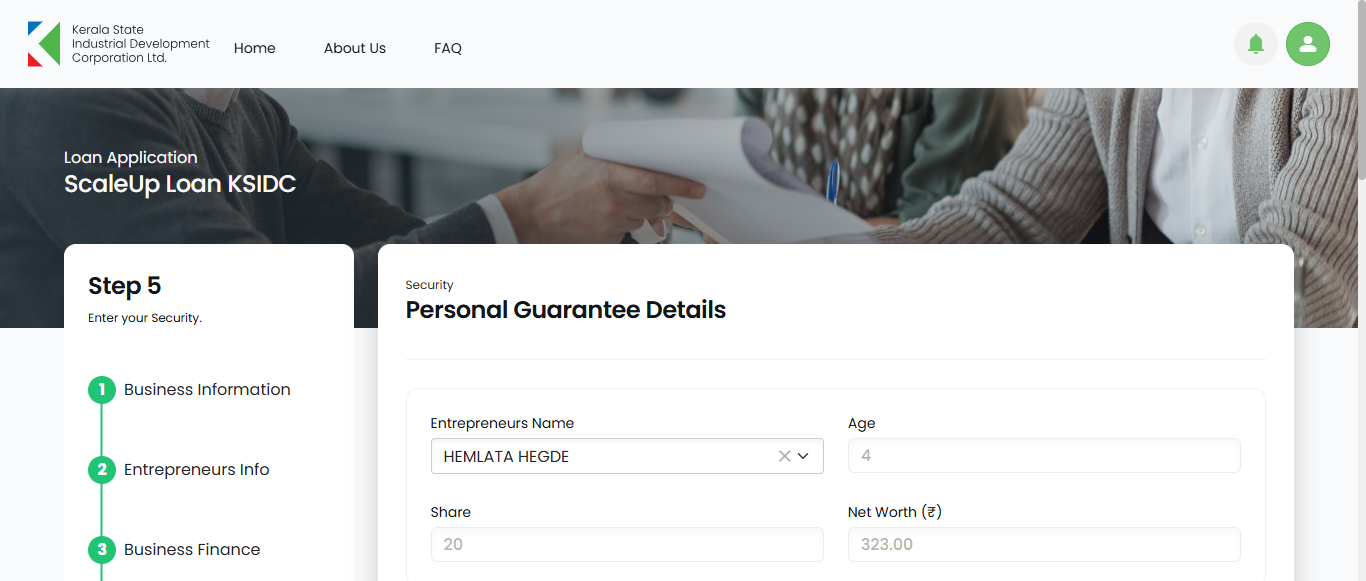 Kerala State
Industrial Development
Corporation Ltd.
Home
About Us
FAQ
Loan Application
ScaleUp Loan KSIDC
Step 5
Enter your Security.
1 Business Information
2 Entrepreneurs Info
3 Business Finance
Security
Personal Guarantee Details
Entrepreneurs Name
HEMLATA HEGDE
Age
4
Share
20
Net Worth (₹)
323.00